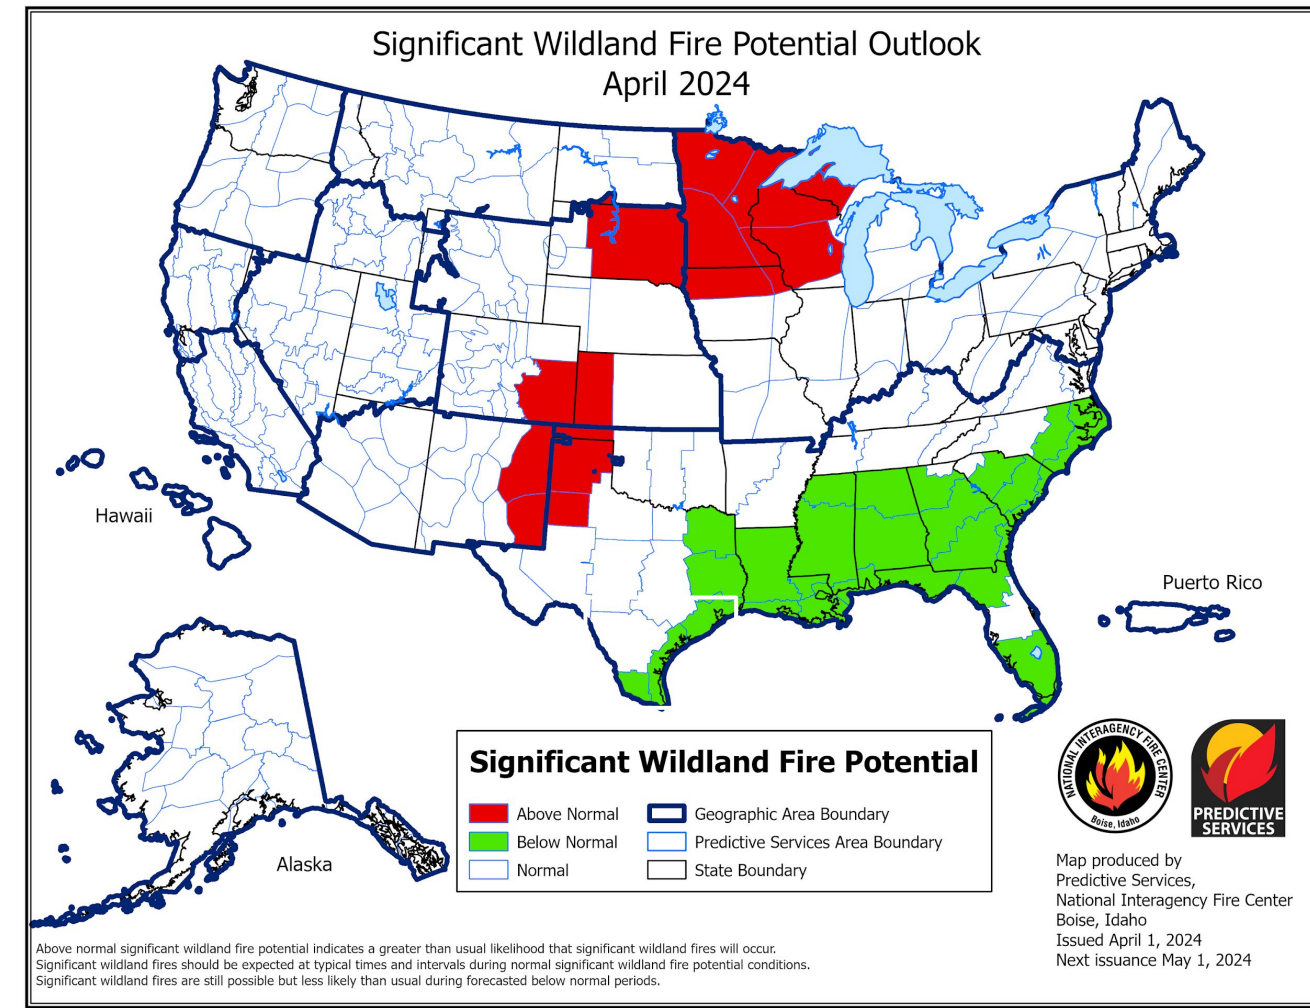 Significant Wildland Fire Potential Outlook
April 2024
Hawaii
Puerto Rico
Alaska
Significant Wildland Fire Potential
Above Normal
Geographic Area Boundary
Below Normal
Predictive Services Area Boundary
Normal
State Boundary
NATIONAL INTERAGENCY FIRE CENTER
Boise, Idaho
PREDICTIVE
SERVICES
Map produced by
Predictive Services,
National Interagency Fire Center
Boise, Idaho
Issued April 1, 2024
Next issuance May 1, 2024
Above normal significant wildland fire potential indicates a greater than usual likelihood that significant wildland fires will occur.
Significant wildland fires should be expected at typical times and intervals during normal significant wildland fire potential conditions.
Significant wildland fires are still possible but less likely than usual during forecasted below normal periods.